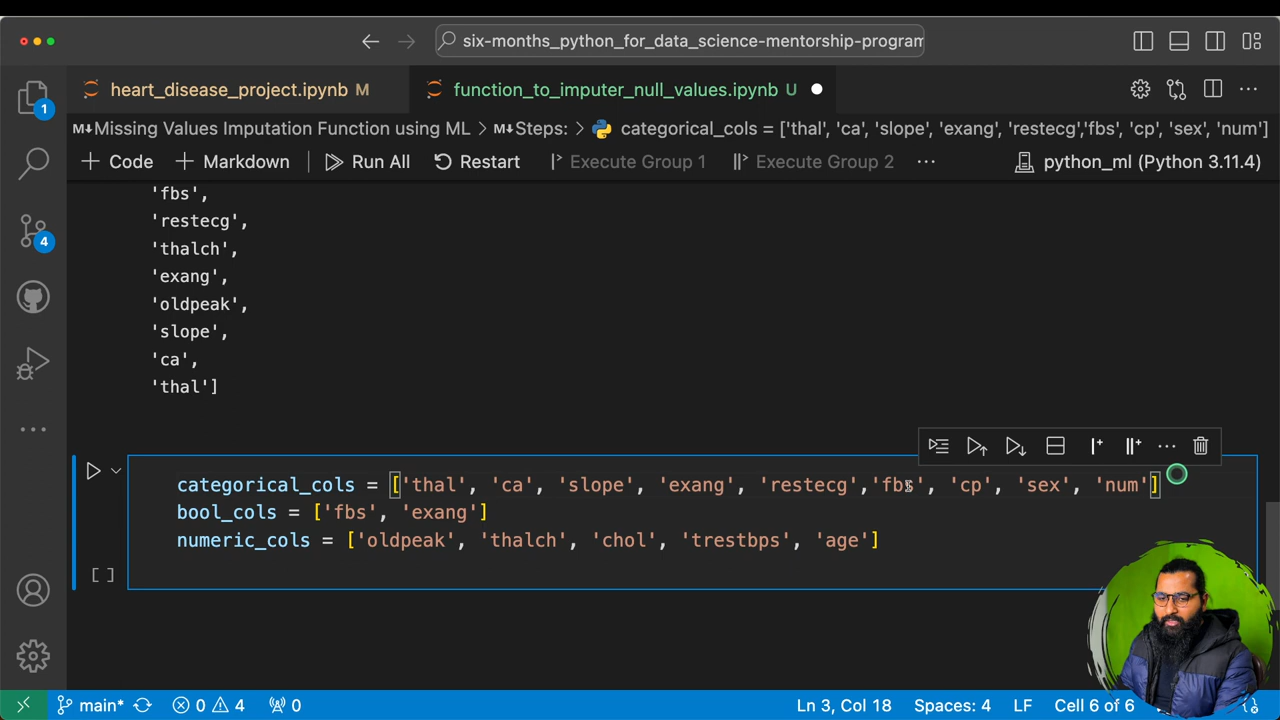 six-months_python_for_data_science-mentorship-program
heart_disease_project.ipynb M
function_to_imputer_null_values.ipynb U
Missing Values Imputation Function using ML > Steps: > categorical_cols = ['thal', 'ca', 'slope', 'exang', 'restecg','fbs', 'cp', 'sex', 'num']
Code Markdown Run All Restart Execute Group 1 Execute Group 2 ... python_ml (Python 3.11.4)
'fbs',
'restecg',
'thalch',
'exang',
'oldpeak',
'slope',
'ca',
'thal']
categorical_cols = ['thal', 'ca', 'slope', 'exang', 'restecg','fbs', 'cp', 'sex', 'num']
bool_cols = ['fbs', 'exang']
numeric_cols = ['oldpeak', 'thalch', 'chol', 'trestbps', 'age']
[ ]
1
4
main* 0 4 0 Ln 3, Col 18 Spaces: 4 LF Cell 6 of 6